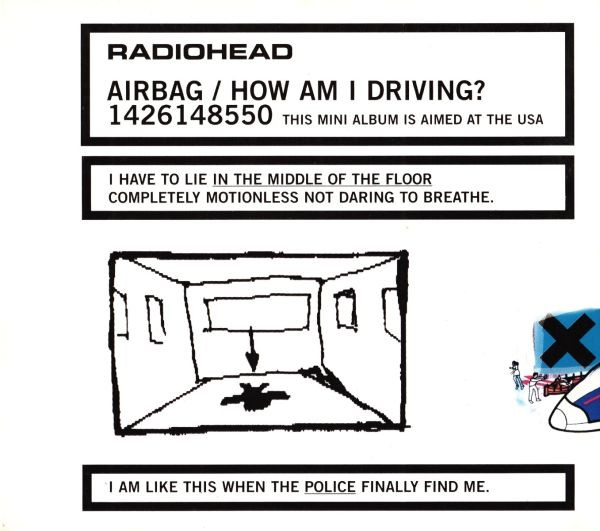 RADIOHEAD
AIRBAG / HOW AM I DRIVING?
1426148550 THIS MINI ALBUM IS AIMED AT THE USA
I HAVE TO LIE IN THE MIDDLE OF THE FLOOR
COMPLETELY MOTIONLESS NOT DARING TO BREATHE.
I AM LIKE THIS WHEN THE POLICE FINALLY FIND ME.